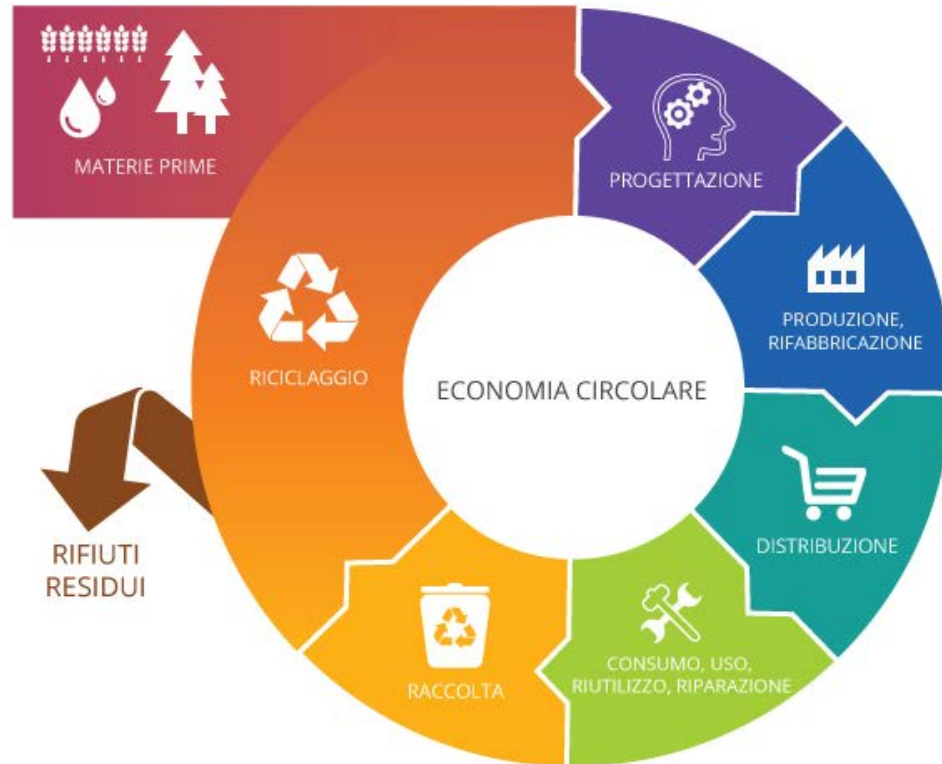 MATERIE PRIME
PROGETTAZIONE
PRODUZIONE,
RIFABBRICAZIONE
DISTRIBUZIONE
CONSUMO, USO,
RIUTILIZZO, RIPARAZIONE
RACCOLTA
RICICLAGGIO
RIFIUTI
RESIDUI
ECONOMIA CIRCOLARE